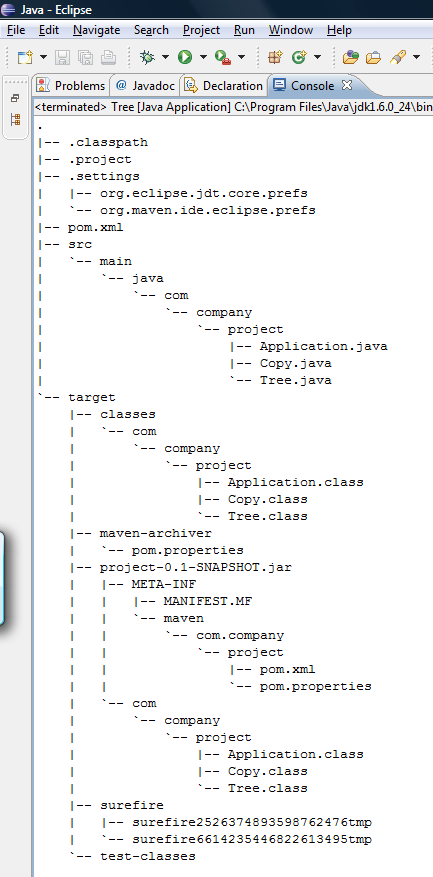 Java - Eclipse
File Edit Navigate Search Project Run Window Help
Problems @ Javadoc Declaration Console
<terminated> Tree [Java Application] C:\Program Files\Java\jdk1.6.0_24\bin
.
|-- .classpath
|-- .project
|-- .settings
|   |-- org.eclipse.jdt.core.prefs
|   `-- org.maven.ide.eclipse.prefs
|-- pom.xml
|-- src
|   `-- main
|       `-- java
|           `-- com
|               `-- company
|                   `-- project
|                       |-- Application.java
|                       |-- Copy.java
|                       `-- Tree.java
`-- target
    |-- classes
    |   `-- com
    |       `-- company
    |           `-- project
    |               |-- Application.class
    |               |-- Copy.class
    |               `-- Tree.class
    |-- maven-archiver
    |   `-- pom.properties
    |-- project-0.1-SNAPSHOT.jar
    |   |-- META-INF
    |   |   |-- MANIFEST.MF
    |   |   `-- maven
    |   |       `-- com.company
    |   |           `-- project
    |   |               |-- pom.xml
    |   |               `-- pom.properties
    |   `-- com
    |       `-- company
    |           `-- project
    |               |-- Application.class
    |               |-- Copy.class
    |               `-- Tree.class
    |-- surefire
    |   |-- surefire2526374893598762476tmp
    |   `-- surefire6614235446822613495tmp
    `-- test-classes